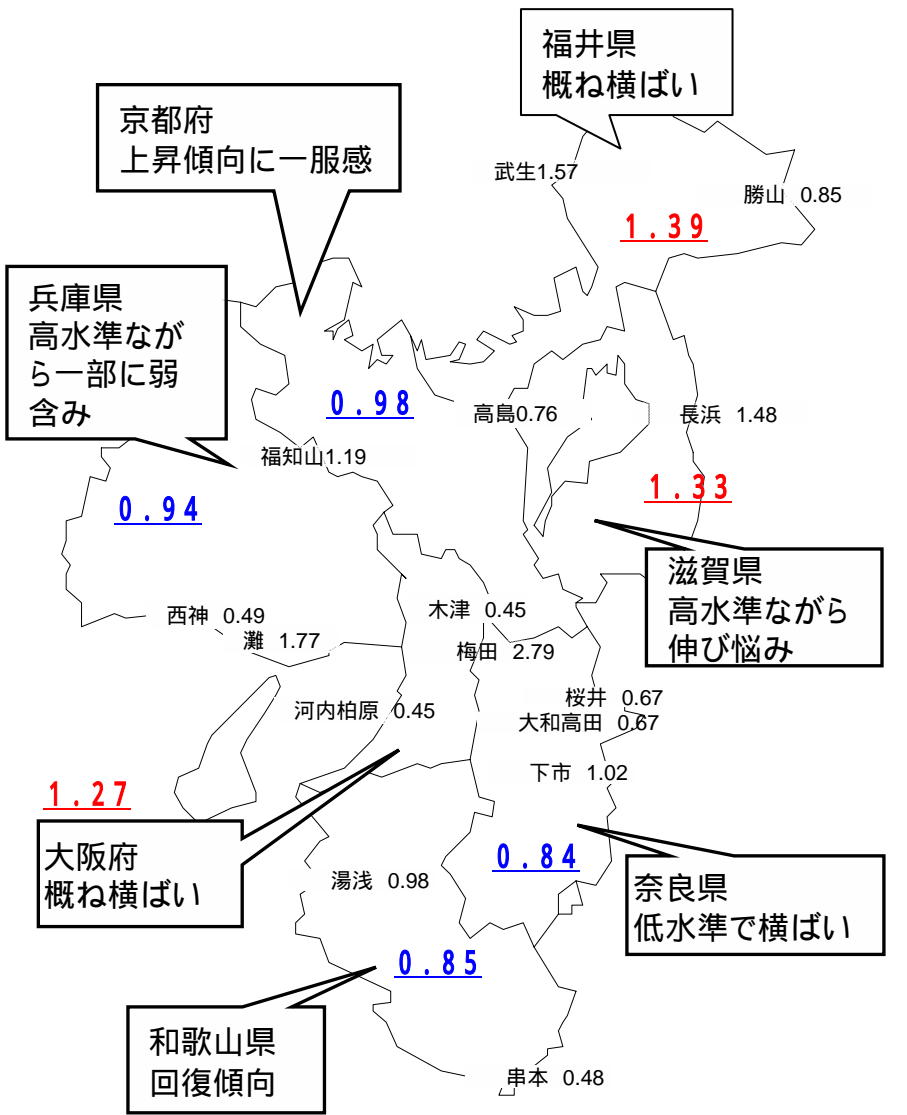 福井県
概ね横ばい
京都府
上昇傾向に一服感
武生1.57
勝山 0.85
1.39
兵庫県
高水準なが
ら一部に弱
含み
0.98
高島0.76
長浜 1.48
福知山1.19
1.33
0.94
滋賀県
高水準ながら
伸び悩み
西神 0.49
木津 0.45
灘 1.77
梅田 2.79
桜井 0.67
河内柏原 0.45
大和高田 0.67
下市 1.02
1.27
大阪府
概ね横ばい
0.84
湯浅 0.98
奈良県
低水準で横ばい
0.85
和歌山県
回復傾向
串本 0.48